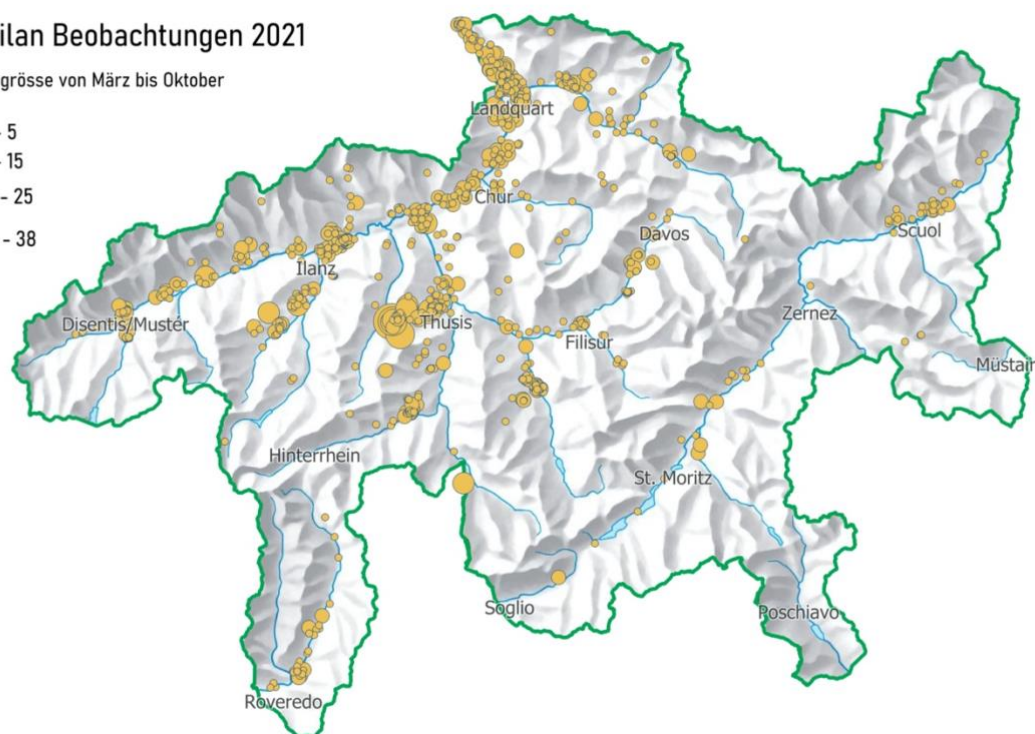 ilan Beobachtungen 2021
grösse von März bis Oktober
- 5
- 15
- 25
- 38
Landquart
Chur
Davos
Scuol
Ilanz
Disentis/Muster
Thusis
Filisur
Zernez
Müstair
Hinterrhein
St. Moritz
Soglio
Poschiavo
Roveredo